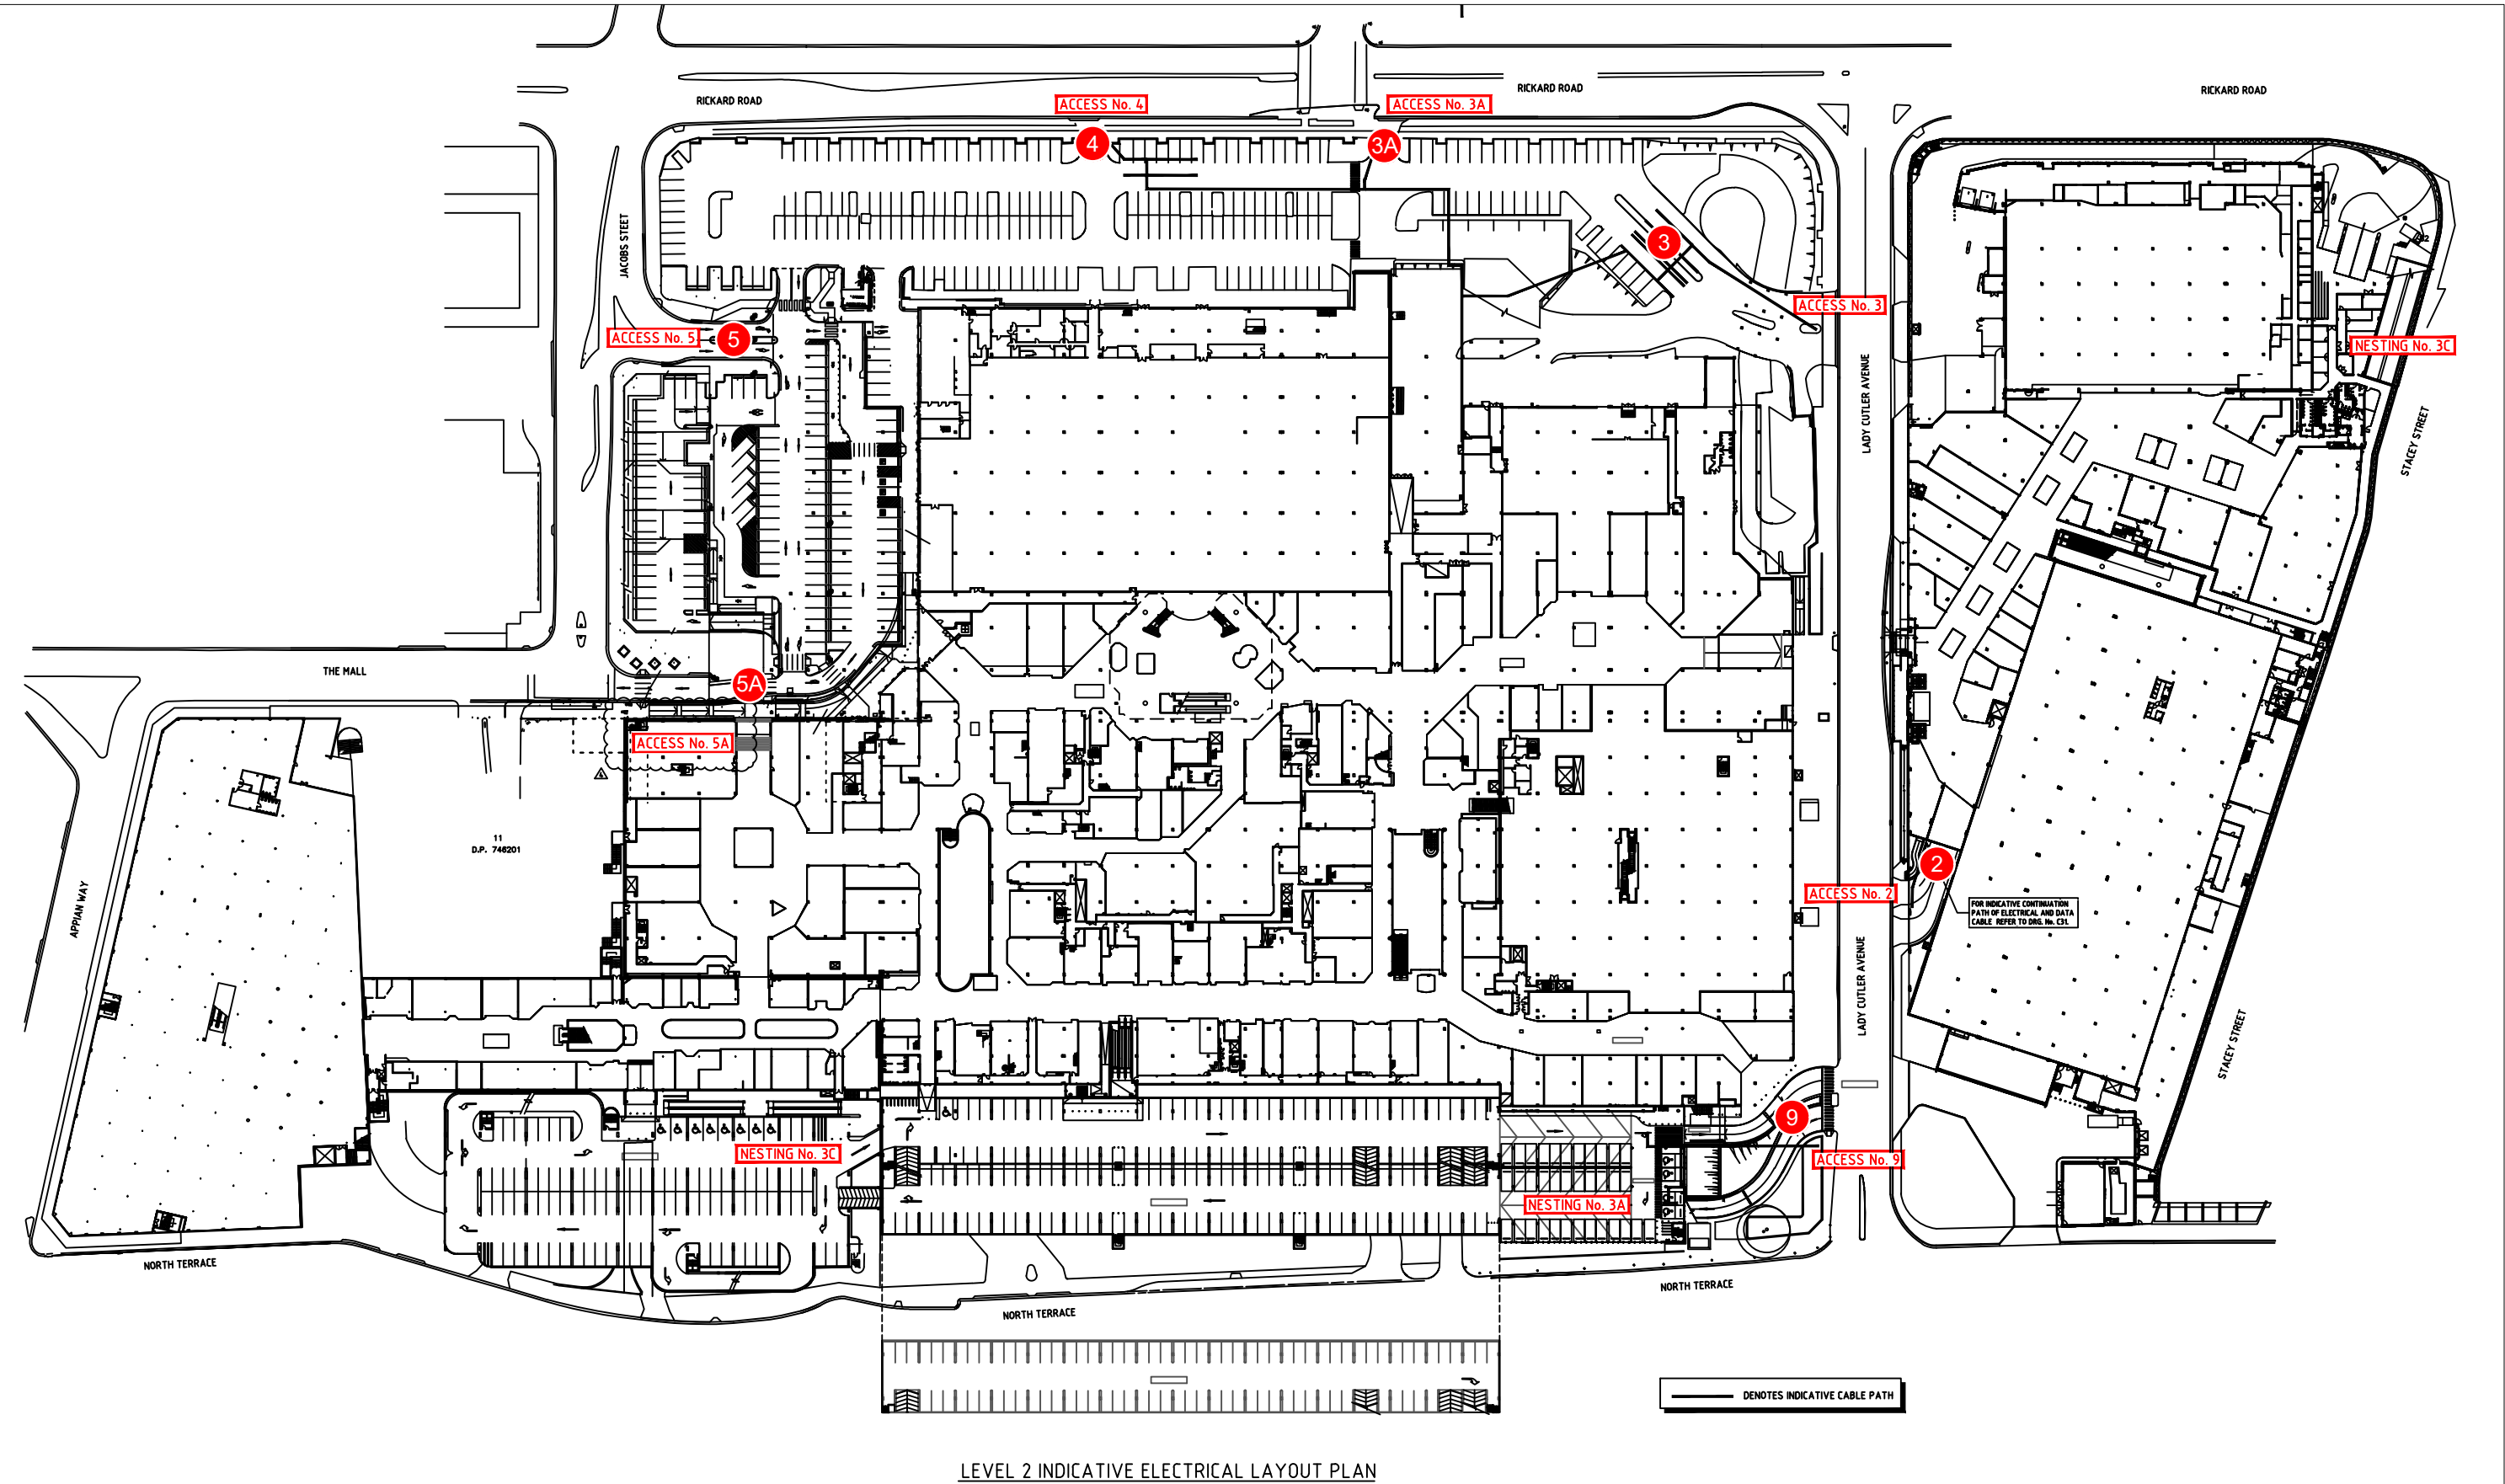 RICKARD ROAD
RICKARD ROAD
RICKARD ROAD
ACCESS No. 4
ACCESS No. 3A
4
3A
JACOBS STEET
3
ACCESS No. 3
ACCESS No. 5
5
NESTING No. 3C
LADY CUTLER AVENUE
STACEY STREET
THE MALL
5A
ACCESS No. 5A
11
D.P. 746201
APPIAN WAY
2
ACCESS No. 2
FOR INDICATIVE CONTINUATION
PATH OF ELECTRICAL AND DATA
CABLE REFER TO DRG. No. C31.
LADY CUTLER AVENUE
STACEY STREET
9
NESTING No. 3C
ACCESS No. 9
NESTING No. 3A
NORTH TERRACE
NORTH TERRACE
NORTH TERRACE
DENOTES INDICATIVE CABLE PATH
LEVEL 2 INDICATIVE ELECTRICAL LAYOUT PLAN